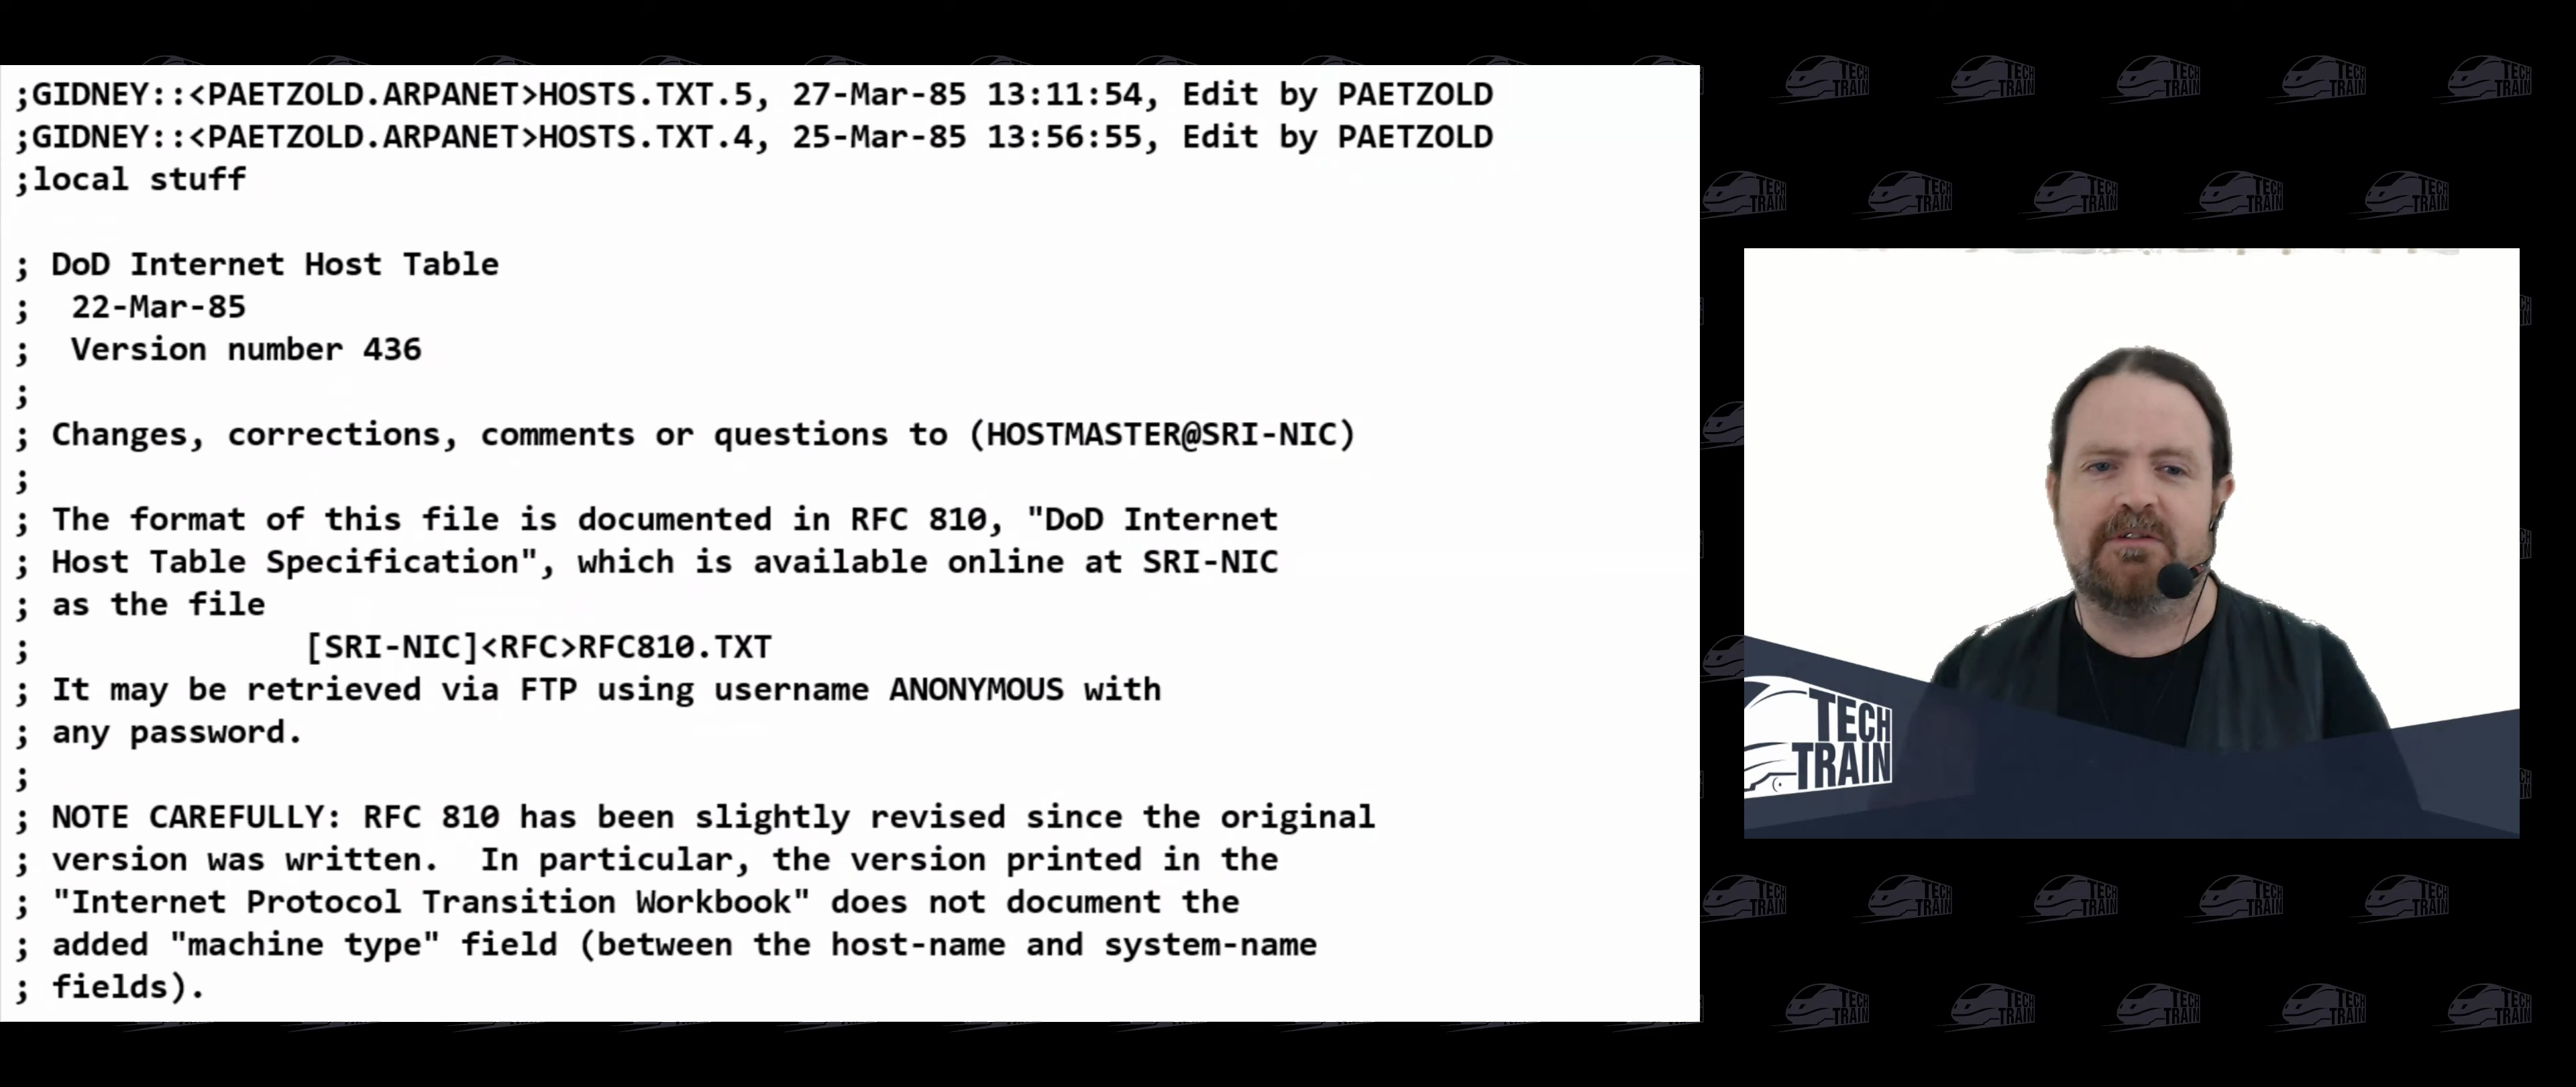 ;GIDNEY::<PAETZOLD.ARPANET>HOSTS.TXT.5, 27-Mar-85 13:11:54, Edit by PAETZOLD
;GIDNEY::<PAETZOLD.ARPANET>HOSTS.TXT.4, 25-Mar-85 13:56:55, Edit by PAETZOLD
;local stuff
; DoD Internet Host Table
;  22-Mar-85
;  Version number 436
;
; Changes, corrections, comments or questions to (HOSTMASTER@SRI-NIC)
;
; The format of this file is documented in RFC 810, "DoD Internet
; Host Table Specification", which is available online at SRI-NIC
; as the file
;              [SRI-NIC]<RFC>RFC810.TXT
; It may be retrieved via FTP using username ANONYMOUS with
; any password.
;
; NOTE CAREFULLY: RFC 810 has been slightly revised since the original
; version was written.  In particular, the version printed in the
; "Internet Protocol Transition Workbook" does not document the
; added "machine type" field (between the host-name and system-name
; fields).
TECH
TRAIN